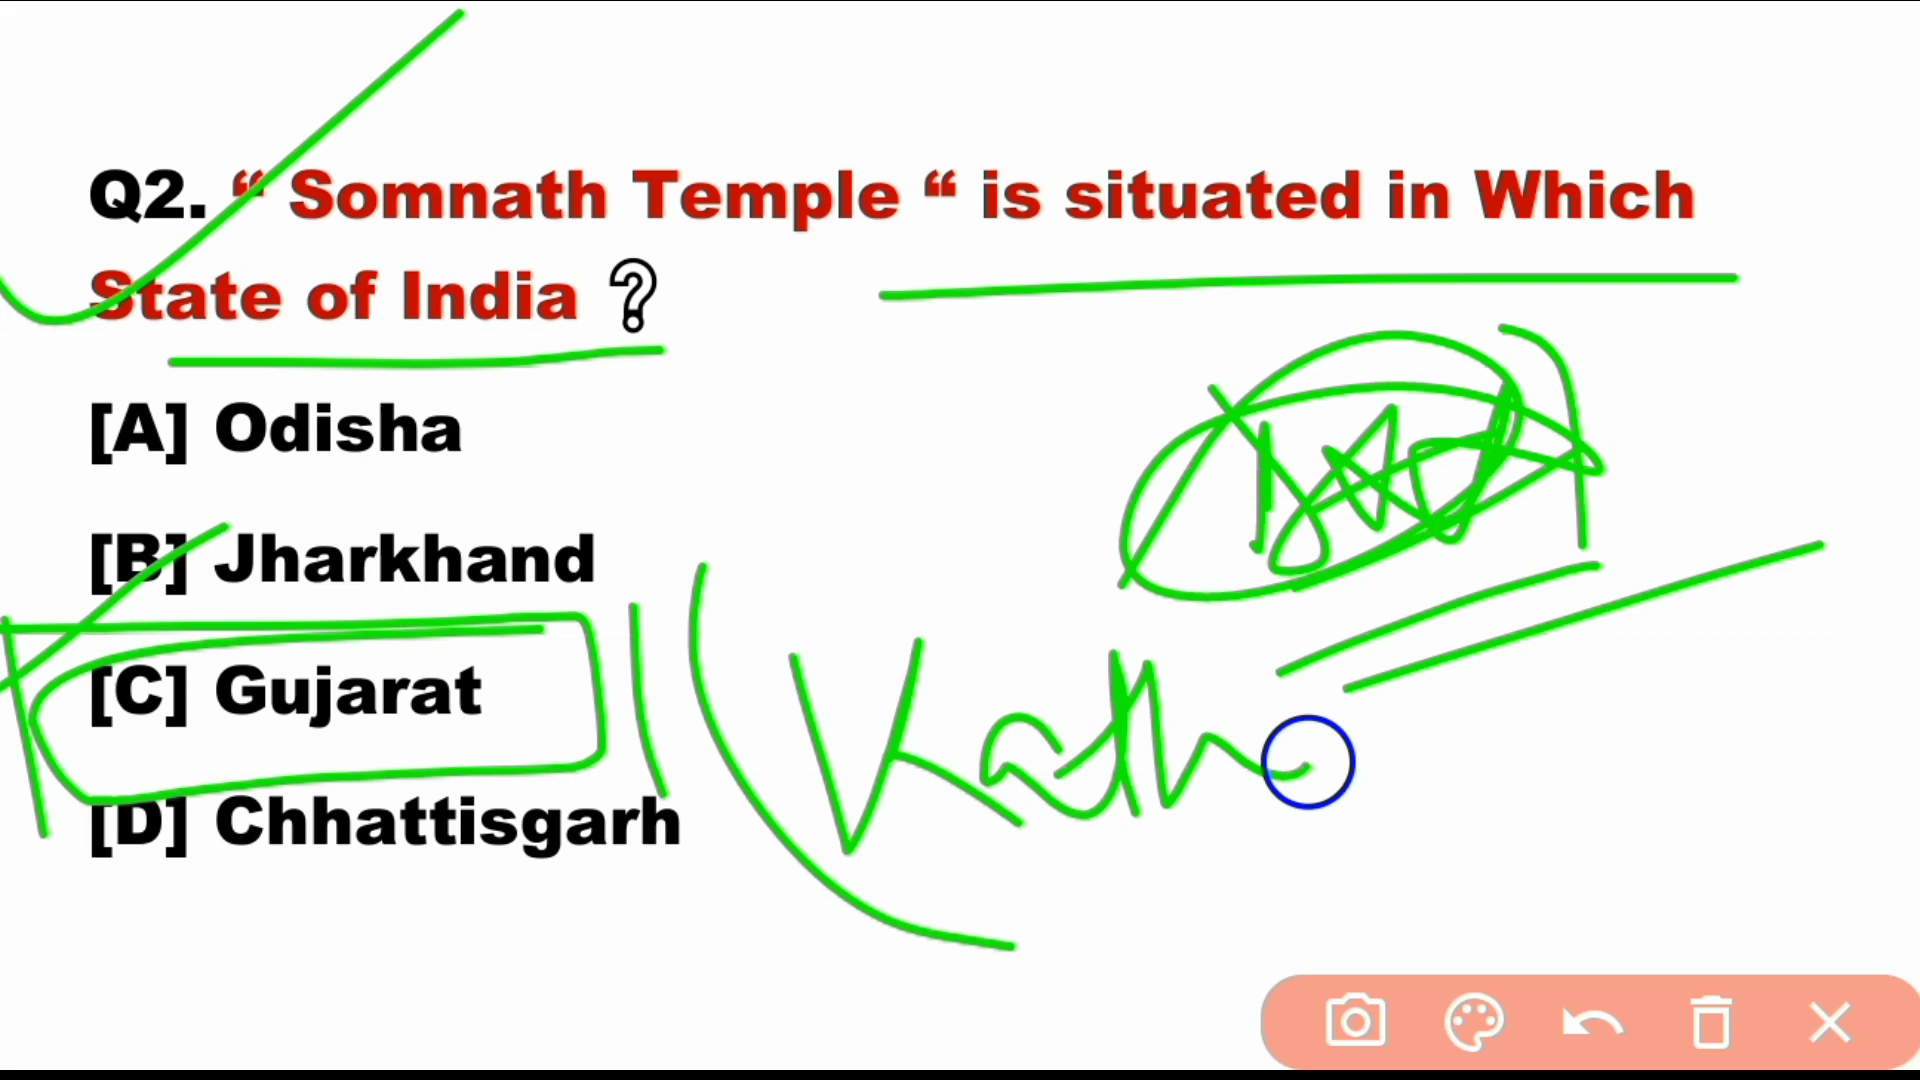 Q2. “ Somnath Temple “ is situated in Which
State of India ?
[A] Odisha
[B] Jharkhand
[C] Gujarat
[D] Chhattisgarh